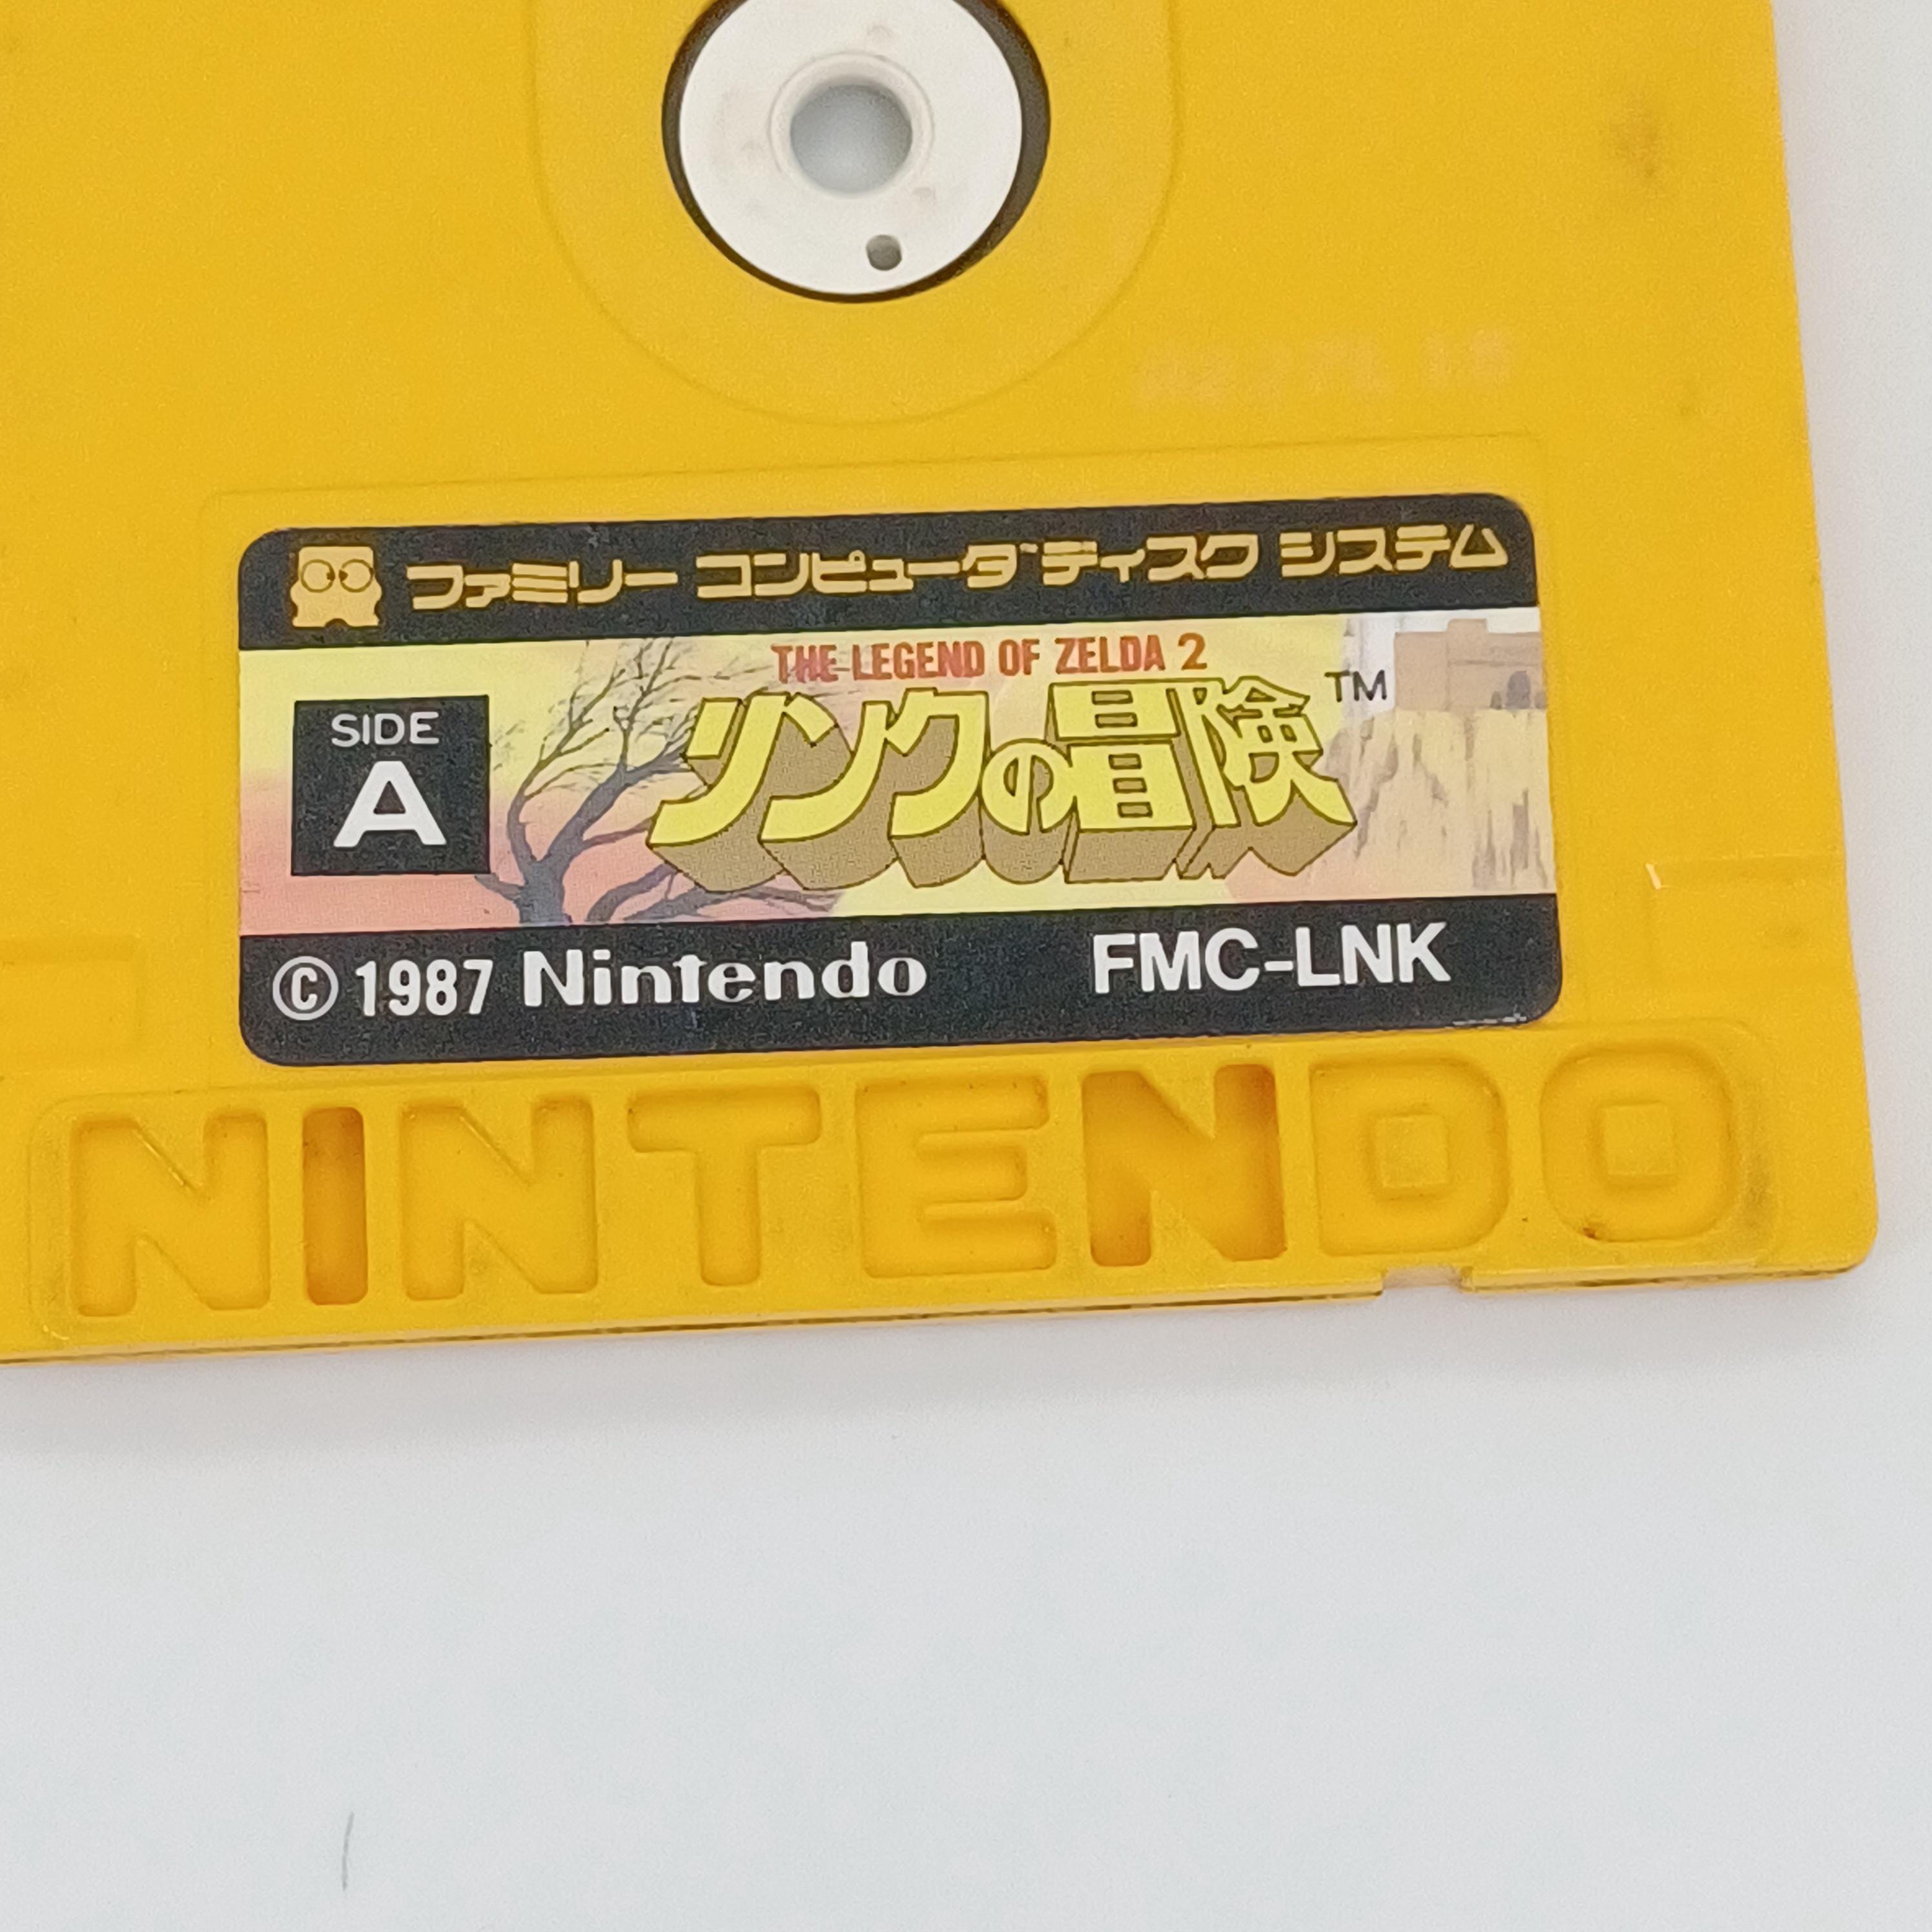 ファミリー コンピュータ ディスク システム
THE LEGEND OF ZELDA 2
リンクの冒険 TM
SIDE
A
© 1987 Nintendo FMC-LNK
NINTENDO